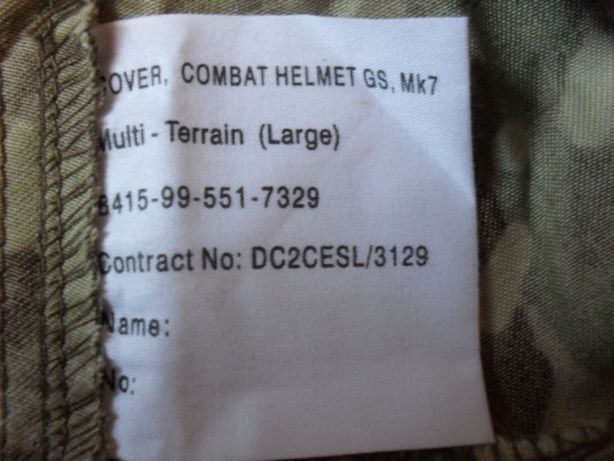 COVER, COMBAT HELMET GS, Mk7
Multi - Terrain (Large)
8415-99-551-7329
Contract No: DC2CESL/3129
Name:
No: